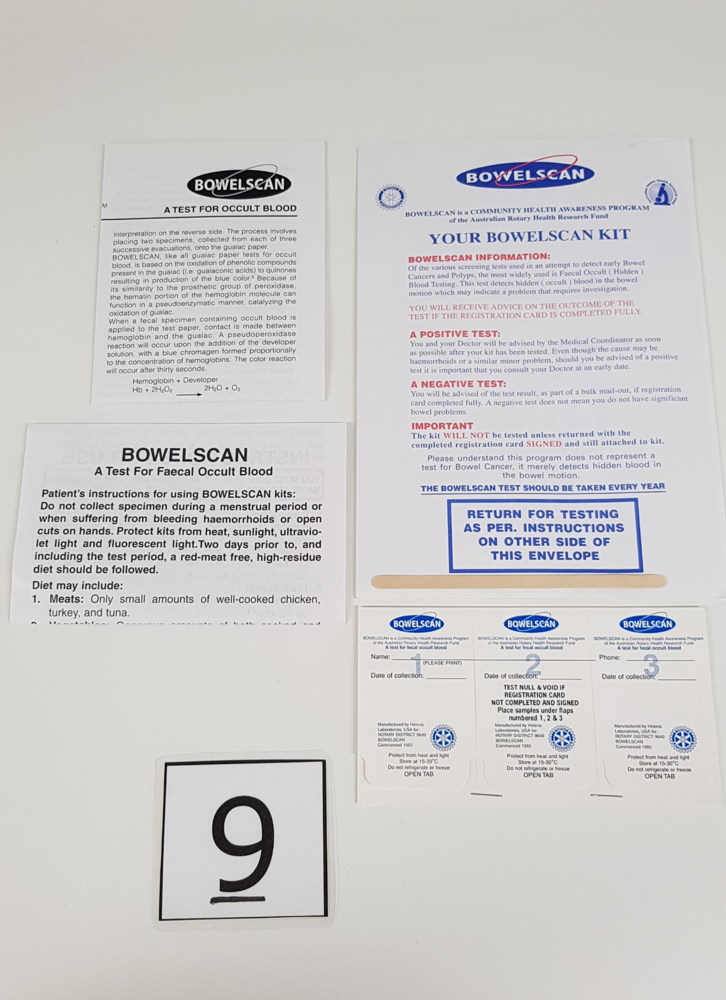 BOWELSCAN
M
A TEST FOR OCCULT BLOOD
interpretation on the reverse side. The process involves
placing two specimens, collected from each of three
successive evacuations, onto the guaiac paper.
BOWELSCAN, like all guaiac paper tests for occult
blood, is based on the oxidation of phenolic compounds
present in the guaiac (i.e. guaiaconic acids) to quinones
resulting in production of the blue color.³ Because of
its similarity to the prosthetic group of peroxidase,
the hematin portion of the hemoglobin molecule can
function in a pseudoenzymatic manner, catalyzing the
oxidation of guaiac.
When a fecal specimen containing occult blood is
applied to the test paper, contact is made between
hemoglobin and the guaiac. A pseudoperoxidase
reaction will occur upon the addition of the developer
solution, with a blue chromagen formed proportionally
to the concentration of hemoglobins. The color reaction
will occur after thirty seconds.
Hemoglobin + Developer
Hb + 2H₂O₂ → 2H₂O + O₂
BOWELSCAN
A Test For Faecal Occult Blood
Patient's instructions for using BOWELSCAN kits:
Do not collect specimen during a menstrual period or
when suffering from bleeding haemorrhoids or open
cuts on hands. Protect kits from heat, sunlight, ultravio-
let light and fluorescent light.Two days prior to, and
including the test period, a red-meat free, high-residue
diet should be followed.
Diet may include:
1. Meats: Only small amounts of well-cooked chicken,
turkey, and tuna.
BOWELSCAN
BOWELSCAN is a COMMUNITY HEALTH AWARENESS PROGRAM
of the Australian Rotary Health Research Fund
YOUR BOWELSCAN KIT
BOWELSCAN INFORMATION:
Of the various screening tests used in an attempt to detect early Bowel
Cancers and Polyps, the most widely used is Faecal Occult ( Hidden )
Blood Testing. This test detects hidden ( occult ) blood in the bowel
motion which may indicate a problem that requires investigation.
YOU WILL RECEIVE ADVICE ON THE OUTCOME OF THE
TEST IF THE REGISTRATION CARD IS COMPLETED FULLY.
A POSITIVE TEST:
You and your Doctor will be advised by the Medical Coordinator as soon
as possible after your kit has been tested. Even though the cause may be
haemorrhoids or a similar minor problem, should you be advised of a positive
test it is important that you consult your Doctor at an early date.
A NEGATIVE TEST:
You will be advised of the test result, as part of a bulk mail-out, if registration
card completed fully. A negative test does not mean you do not have significant
bowel problems.
IMPORTANT
The kit WILL NOT be tested unless returned with the
completed registration card SIGNED and still attached to kit.
Please understand this program does not represent a
test for Bowel Cancer, it merely detects hidden blood in
the bowel motion.
THE BOWELSCAN TEST SHOULD BE TAKEN EVERY YEAR
RETURN FOR TESTING
AS PER. INSTRUCTIONS
ON OTHER SIDE OF
THIS ENVELOPE
BOWELSCAN
BOWELSCAN is a Community Health Awareness Program
of the Australian Rotary Health Research Fund
A test for fecal occult blood
Name:
1
(PLEASE PRINT)
Date of collection:
Manufactured by Helena
Laboratories, USA for:
ROTARY DISTRICT 9640
BOWELSCAN
Commenced 1983
Protect from heat and light
Store at 15-30°C
Do not refrigerate or freeze
OPEN TAB
BOWELSCAN
BOWELSCAN is a Community Health Awareness Program
of the Australian Rotary Health Research Fund
A test for fecal occult blood
2
Date of collection:
TEST NULL & VOID IF
REGISTRATION CARD
NOT COMPLETED AND SIGNED
Place samples under flaps
numbered 1, 2 & 3
Manufactured by Helena
Laboratories, USA for:
ROTARY DISTRICT 9640
BOWELSCAN
Commenced 1983
Protect from heat and light
Store at 15-30°C
Do not refrigerate or freeze
OPEN TAB
BOWELSCAN
BOWELSCAN is a Community Health Awareness Program
of the Australian Rotary Health Research Fund
A test for fecal occult blood
Phone:
3
Date of collection:
Manufactured by Helena
Laboratories, USA for:
ROTARY DISTRICT 9640
BOWELSCAN
Commenced 1983
Protect from heat and light
Store at 15-30°C
Do not refrigerate or freeze
OPEN TAB
9